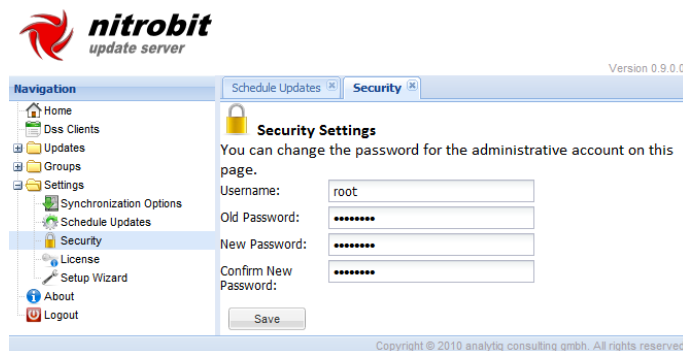 nitrobit
update server
Version 0.9.0.0
Navigation
Home
Dss Clients
Updates
Groups
Settings
Synchronization Options
Schedule Updates
Security
License
Setup Wizard
About
Logout
Schedule Updates
Security
Security Settings
You can change the password for the administrative account on this
page.
Username:
root
Old Password:
New Password:
Confirm New
Password:
Save
Copyright © 2010 analytiq consulting gmbh. All rights reserved